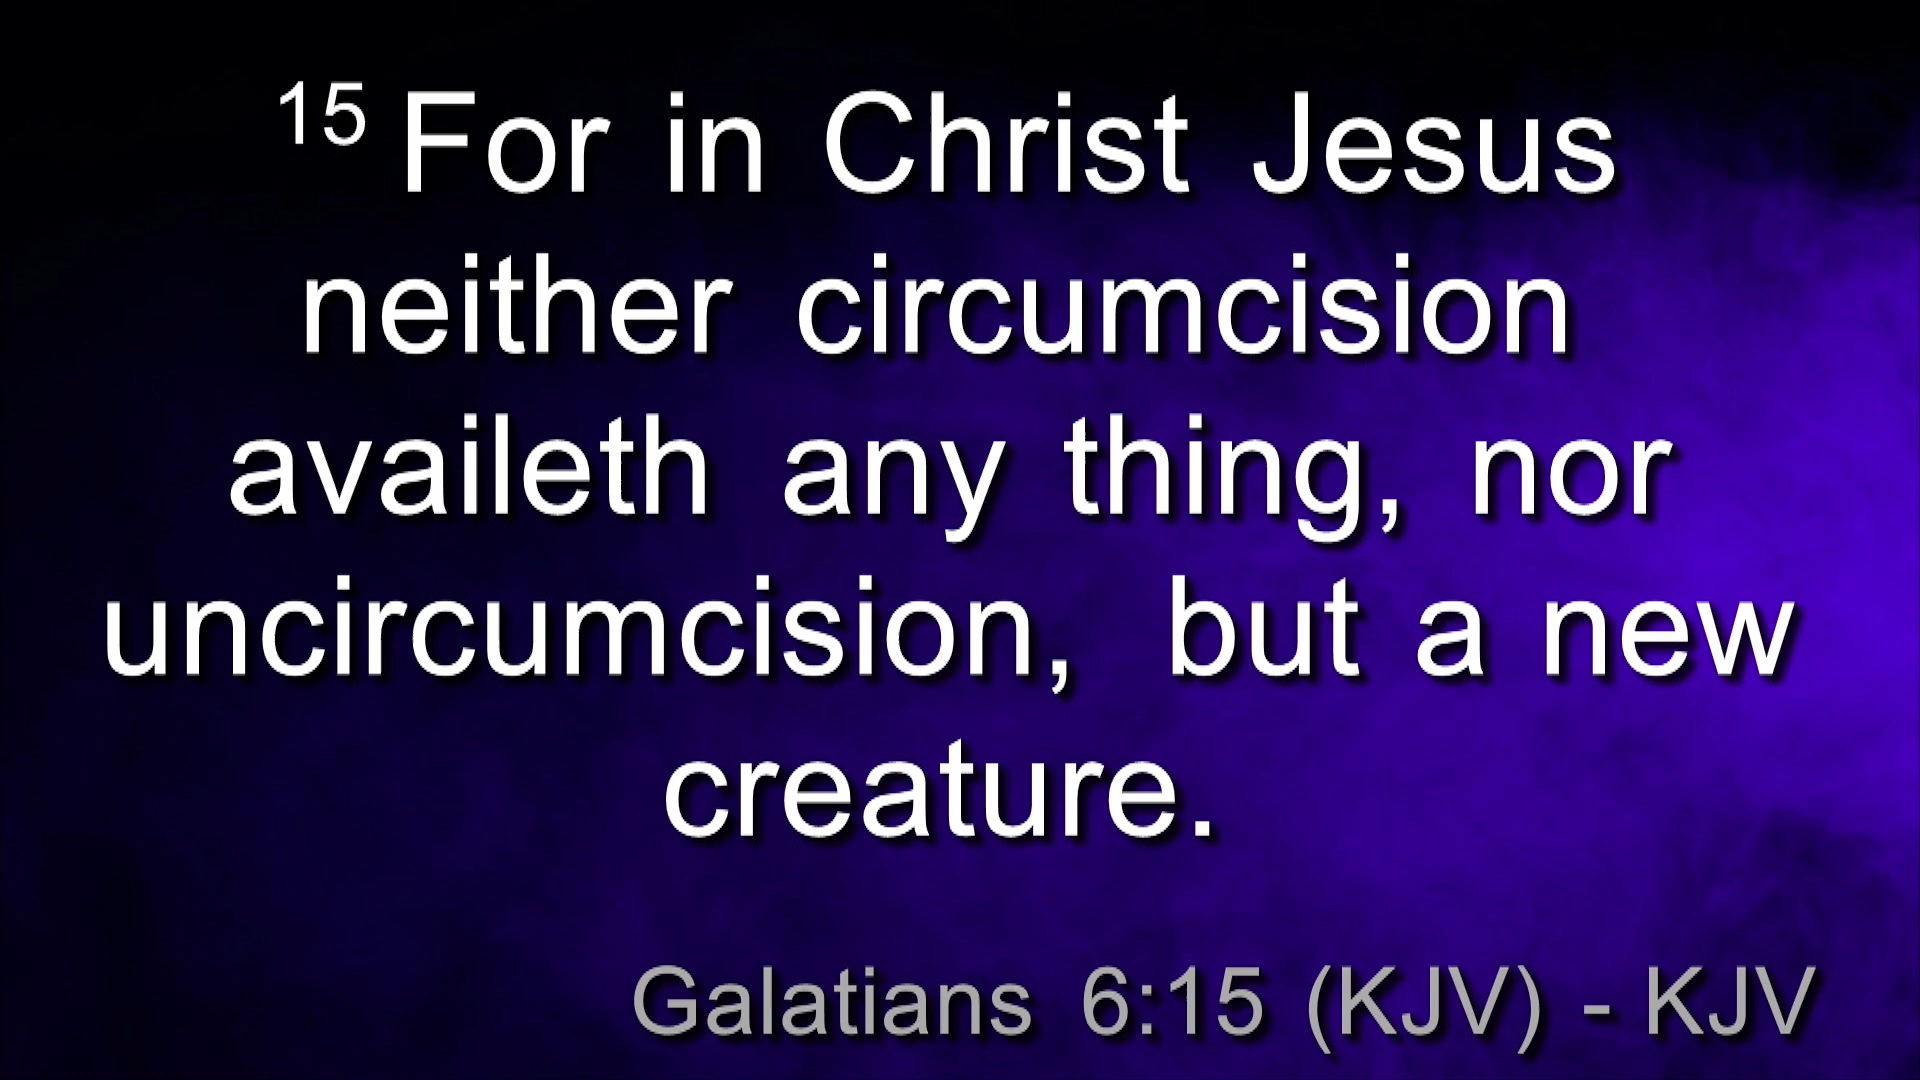 15 For in Christ Jesus
neither circumcision
availeth any thing, nor
uncircumcision, but a new
creature.
Galatians 6:15 (KJV) - KJV